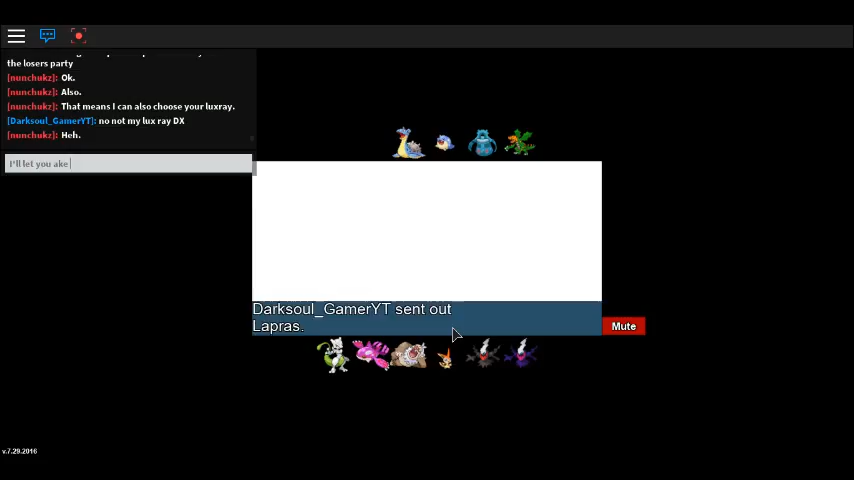 the losers party
[nunchukz]: Ok.
[nunchukz]: Also.
[nunchukz]: That means I can also choose your luxray.
[Darksoul_GamerYT]: no not my lux ray DX
[nunchukz]: Heh.
I'll let you ake
Darksoul_GamerYT sent out
Lapras.
Mute
v.7.29.2016